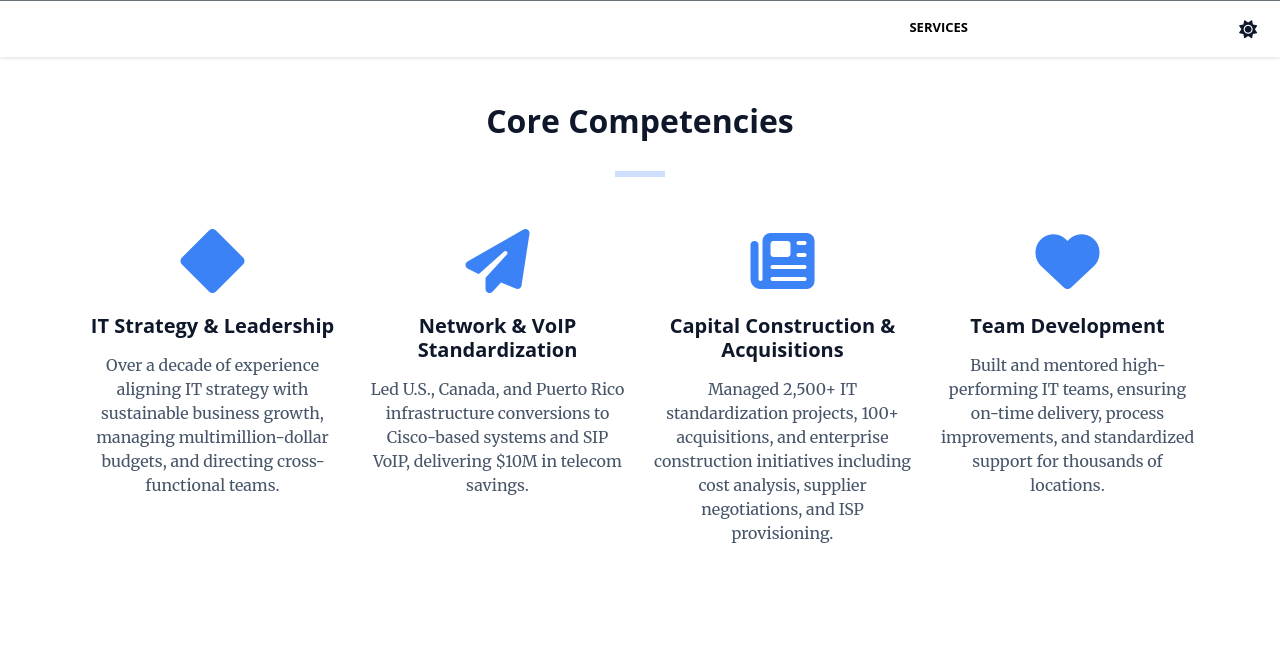 SERVICES
Core Competencies
IT Strategy & Leadership
Over a decade of experience
aligning IT strategy with
sustainable business growth,
managing multimillion-dollar
budgets, and directing cross-
functional teams.
Network & VoIP
Standardization
Led U.S., Canada, and Puerto Rico
infrastructure conversions to
Cisco-based systems and SIP
VoIP, delivering $10M in telecom
savings.
Capital Construction &
Acquisitions
Managed 2,500+ IT
standardization projects, 100+
acquisitions, and enterprise
construction initiatives including
cost analysis, supplier
negotiations, and ISP
provisioning.
Team Development
Built and mentored high-
performing IT teams, ensuring
on-time delivery, process
improvements, and standardized
support for thousands of
locations.